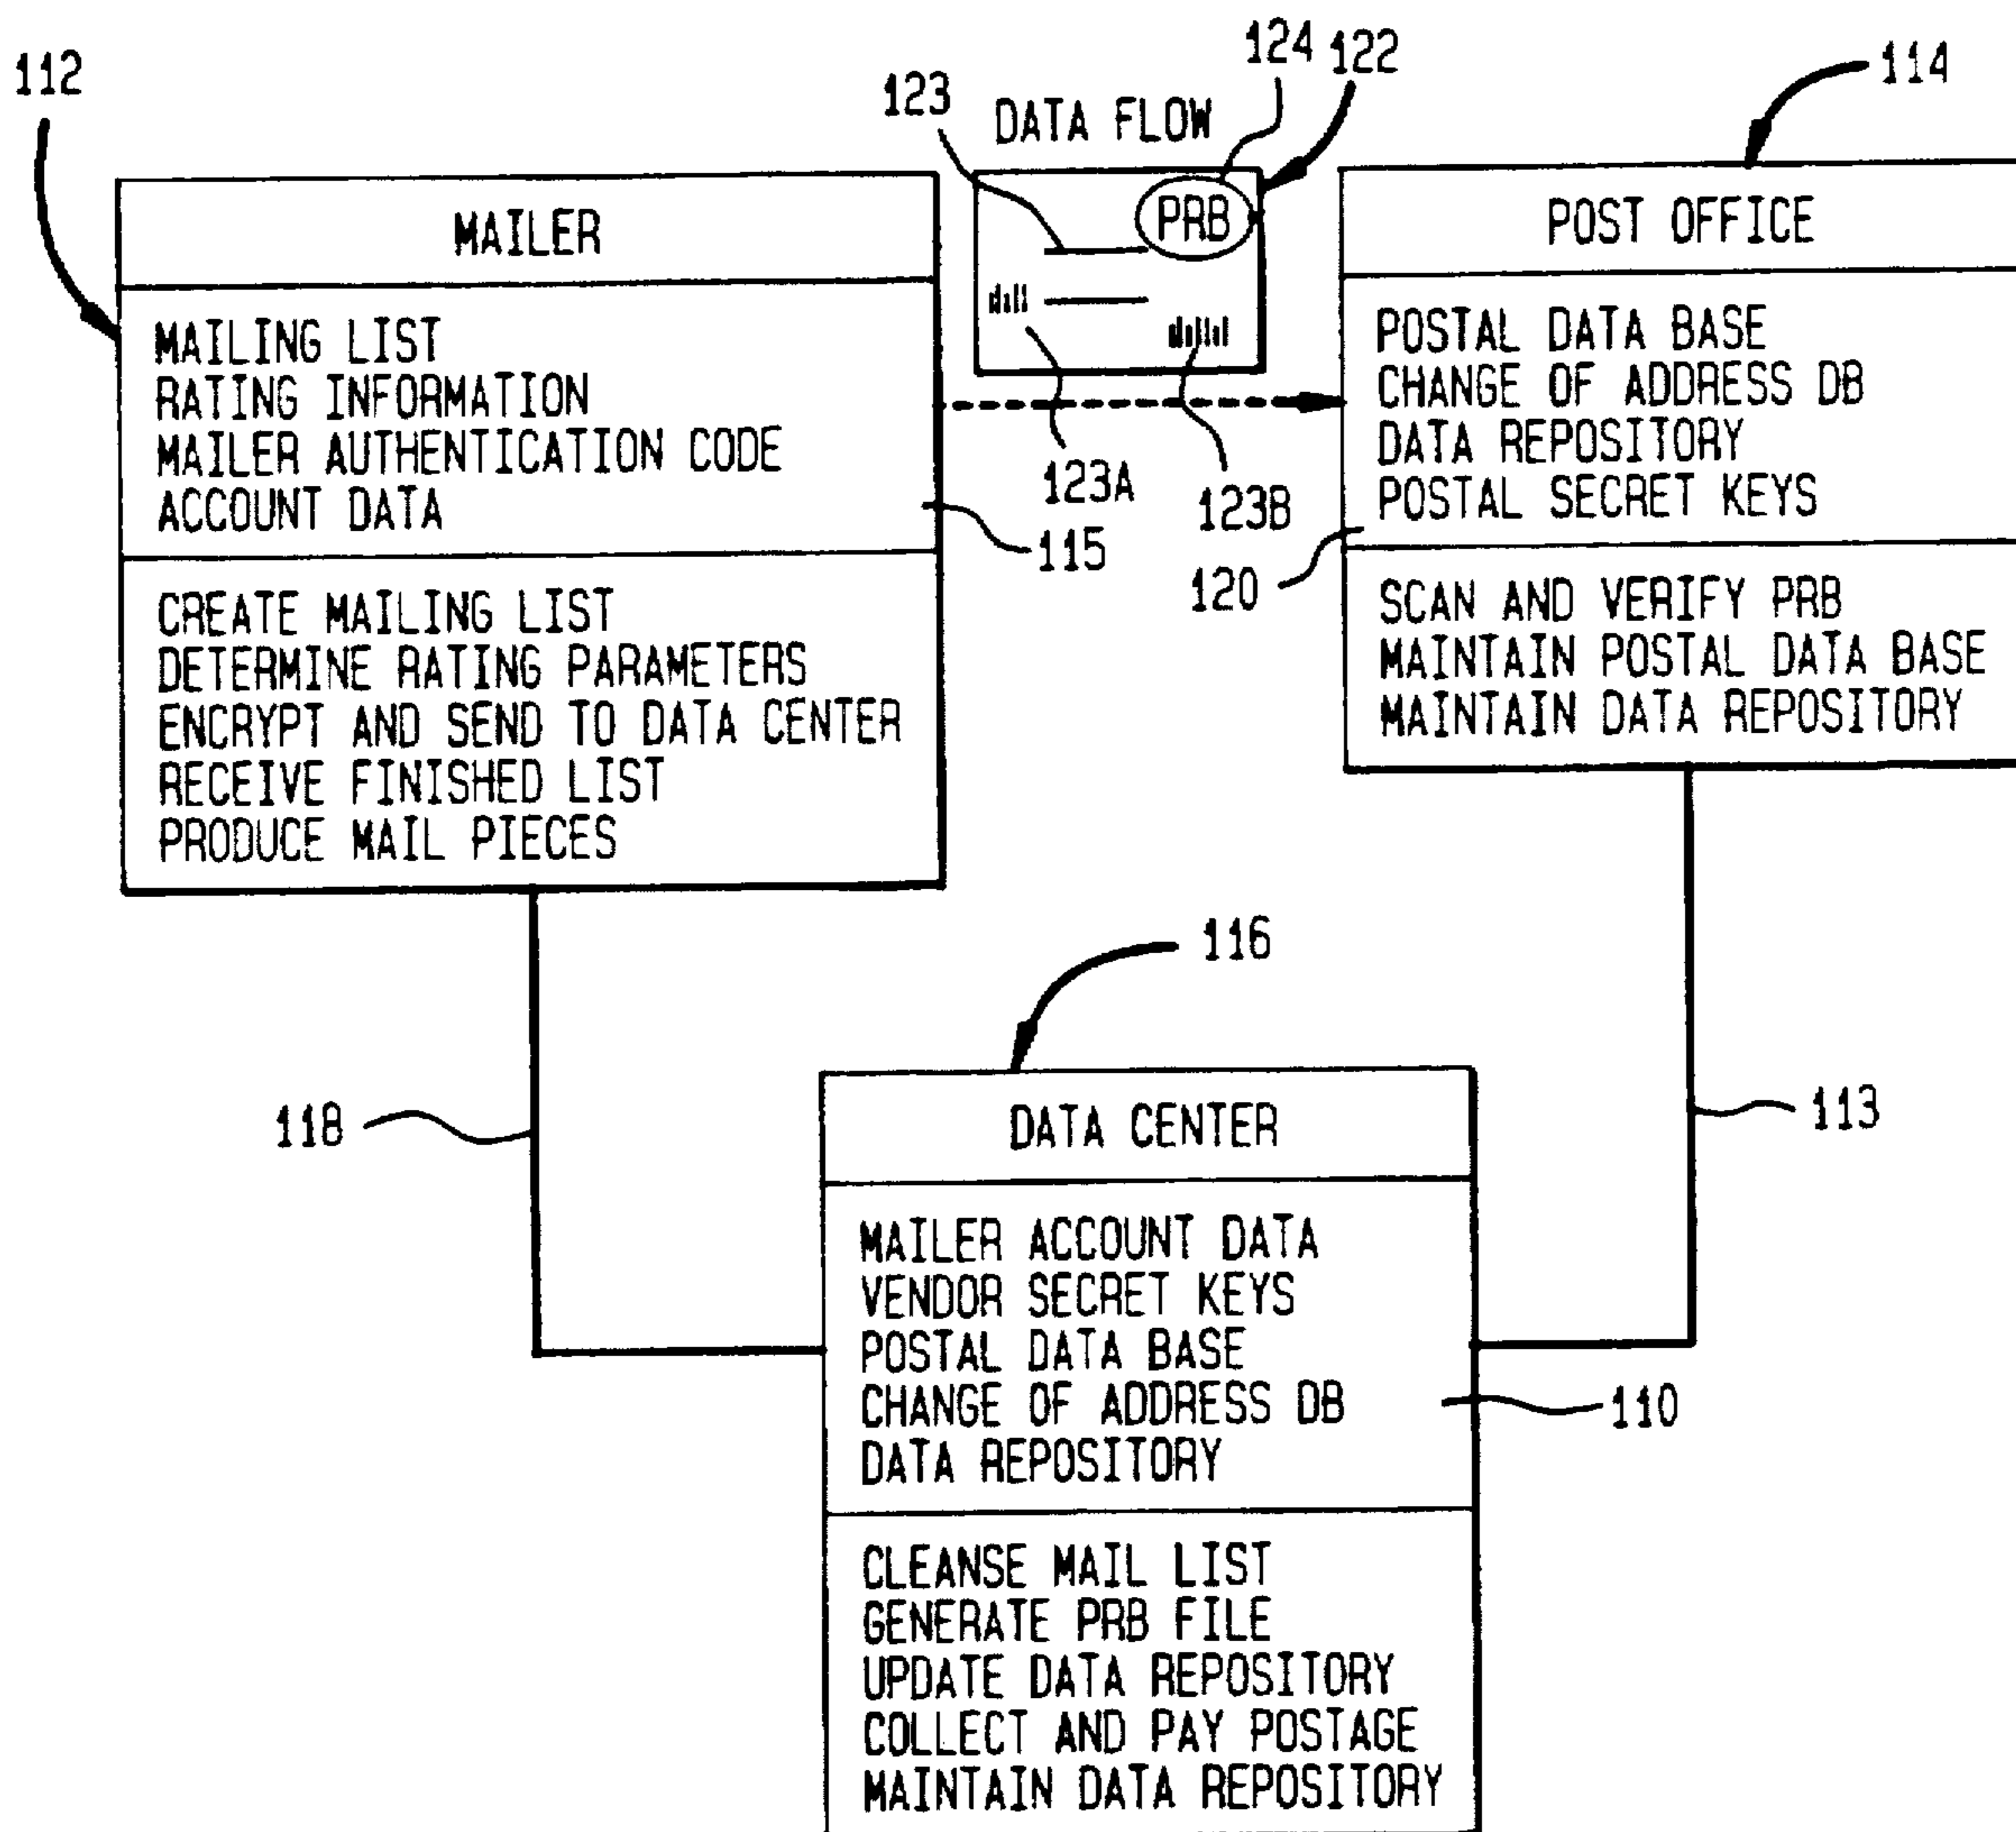 112
123
DATA FLOW
124
122
114
MAILER
MAILING LIST
RATING INFORMATION
MAILER AUTHENTICATION CODE
ACCOUNT DATA
115
CREATE MAILING LIST
DETERMINE RATING PARAMETERS
ENCRYPT AND SEND TO DATA CENTER
RECEIVE FINISHED LIST
PRODUCE MAIL PIECES
PRB
123A
123B
POST OFFICE
POSTAL DATA BASE
CHANGE OF ADDRESS DB
DATA REPOSITORY
POSTAL SECRET KEYS
120
SCAN AND VERIFY PRB
MAINTAIN POSTAL DATA BASE
MAINTAIN DATA REPOSITORY
116
118
113
DATA CENTER
MAILER ACCOUNT DATA
VENDOR SECRET KEYS
POSTAL DATA BASE
CHANGE OF ADDRESS DB
DATA REPOSITORY
110
CLEANSE MAIL LIST
GENERATE PRB FILE
UPDATE DATA REPOSITORY
COLLECT AND PAY POSTAGE
MAINTAIN DATA REPOSITORY